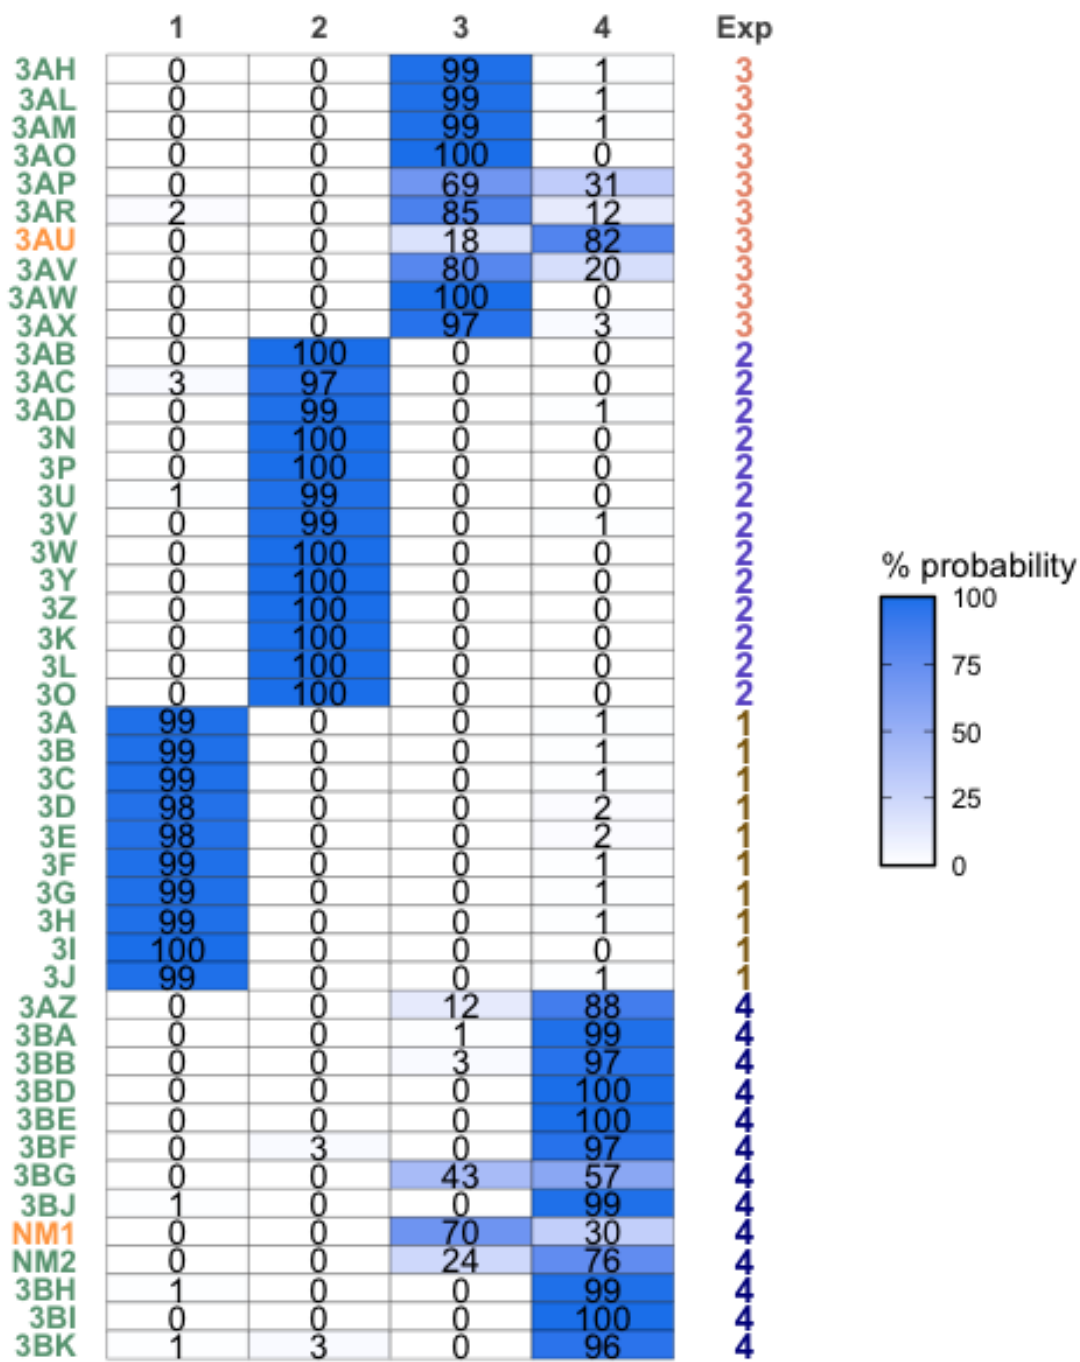 1 2 3 4 Exp
3AH 0 0 99 1 3
3AL 0 0 99 1 3
3AM 0 0 99 1 3
3AO 0 0 100 0 3
3AP 0 0 69 31 3
3AR 2 0 85 12 3
3AU 0 0 18 82 3
3AV 0 0 80 20 3
3AW 0 0 100 0 3
3AX 0 0 97 3 3
3AB 0 100 0 0 2
3AC 3 97 0 0 2
3AD 0 99 0 1 2
3N 0 100 0 0 2
3P 0 100 0 0 2
3U 1 99 0 0 2
3V 0 99 0 1 2
3W 0 100 0 0 2
3Y 0 100 0 0 2
3Z 0 100 0 0 2
3K 0 100 0 0 2
3L 0 100 0 0 2
3O 0 100 0 0 2
3A 99 0 0 1 1
3B 99 0 0 1 1
3C 99 0 0 1 1
3D 98 0 0 2 1
3E 98 0 0 2 1
3F 99 0 0 1 1
3G 99 0 0 1 1
3H 99 0 0 1 1
3I 100 0 0 0 1
3J 99 0 0 1 1
3AZ 0 0 12 88 4
3BA 0 0 1 99 4
3BB 0 0 3 97 4
3BD 0 0 0 100 4
3BE 0 0 0 100 4
3BF 0 3 0 97 4
3BG 0 0 43 57 4
3BJ 1 0 0 99 4
NM1 0 0 70 30 4
NM2 0 0 24 76 4
3BH 1 0 0 99 4
3BI 0 0 0 100 4
3BK 1 3 0 96 4
% probability
100
75
50
25
0